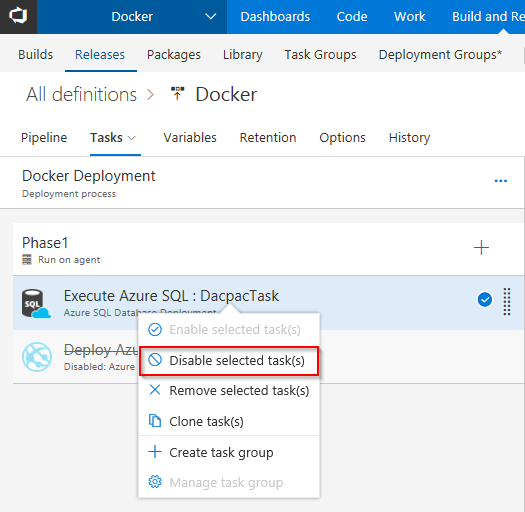 Docker Dashboards Code Work Build and Re
Builds Releases Packages Library Task Groups Deployment Groups*
All definitions > Docker
Pipeline Tasks Variables Retention Options History
Docker Deployment
Deployment process
...
Phase1
Run on agent
SQL
Execute Azure SQL : DacpacTask
Azure SQL Database Deployment
Enable selected task(s)
Deploy Azu
Disable selected task(s)
Disabled: Azure
Remove selected task(s)
Clone task(s)
Create task group
Manage task group